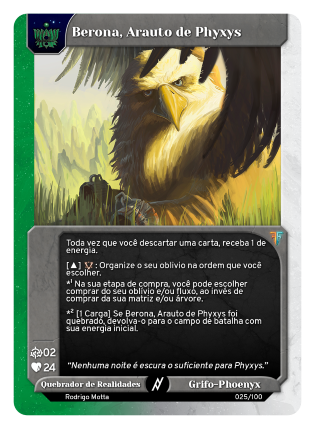 Berona, Arauto de Phyxys
Toda vez que você descartar uma carta, receba 1 de
energia.
[▲] : Organize o seu oblívio na ordem que você
escolher.
*¹ Na sua etapa de compra, você pode escolher
comprar do seu oblívio e/ou fluxo, ao invés de
comprar da sua matriz e/ou árvore.
*² [1 Carga] Se Berona, Arauto de Phyxys foi
quebrado, devolva-o para o campo de batalha com
sua energia inicial.
02
24
"Nenhuma noite é escura o suficiente para Phyxys."
Quebrador de Realidades
Grifo-Phoenyx
Rodrigo Motta
025/100